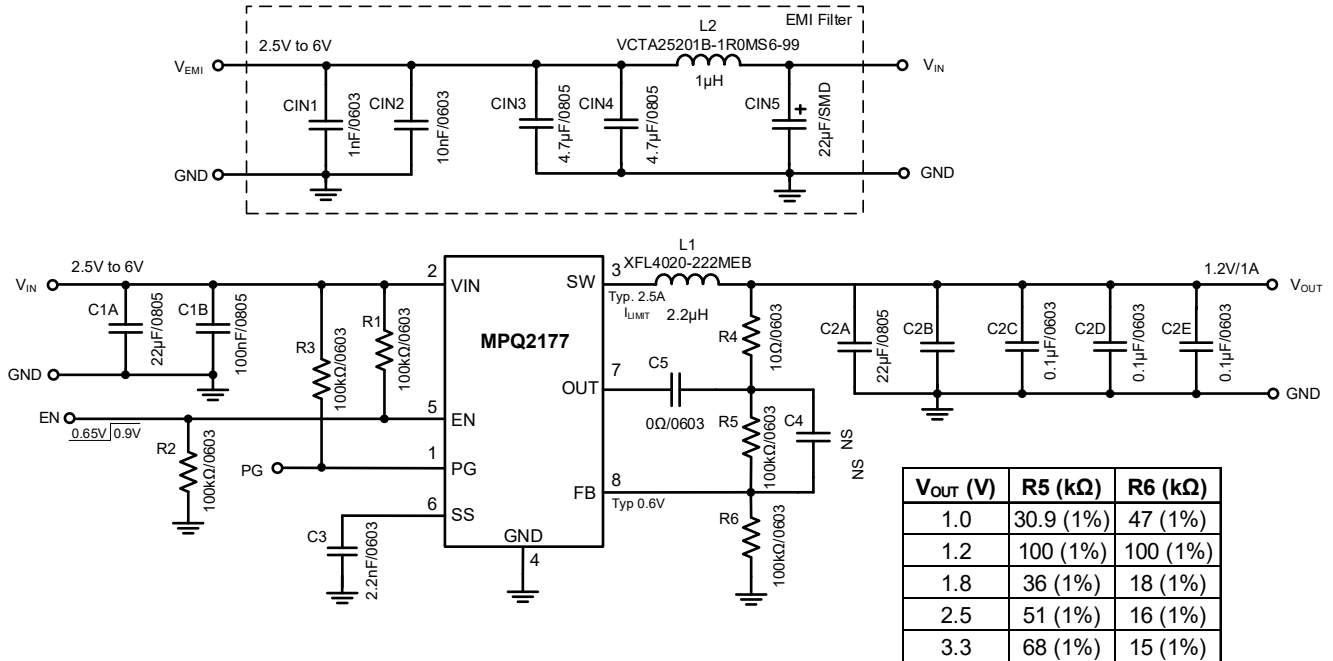 EMI Filter
L2
VCTA25201B-1R0MS6-99
1µH
2.5V to 6V
VEMI
VIN
CIN1
1nF/0603
CIN2
10nF/0603
CIN3
4.7µF/0805
CIN4
4.7µF/0805
CIN5
+
22µF/SMD
GND
GND
L1
XFL4020-222MEB
2.2µH
VIN
2.5V to 6V
2
VIN
SW
3
Typ. 2.5A
ILIMIT
1.2V/1A
VOUT
C1A
22µF/0805
C1B
100nF/0805
R3
100kΩ/0603
R1
100kΩ/0603
MPQ2177
R4
10Ω/0603
C2A
22µF/0805
C2B
C2C
0.1µF/0603
C2D
0.1µF/0603
C2E
0.1µF/0603
GND
OUT
7
C5
0Ω/0603
GND
EN
0.65V 0.9V
5
EN
R2
100kΩ/0603
R5
100kΩ/0603
C4
NS
NS
PG
1
PG
FB
8
Typ 0.6V
6
SS
C3
2.2nF/0603
GND
4
R6
100kΩ/0603
VOUT (V) R5 (kΩ) R6 (kΩ)
1.0 30.9 (1%) 47 (1%)
1.2 100 (1%) 100 (1%)
1.8 36 (1%) 18 (1%)
2.5 51 (1%) 16 (1%)
3.3 68 (1%) 15 (1%)